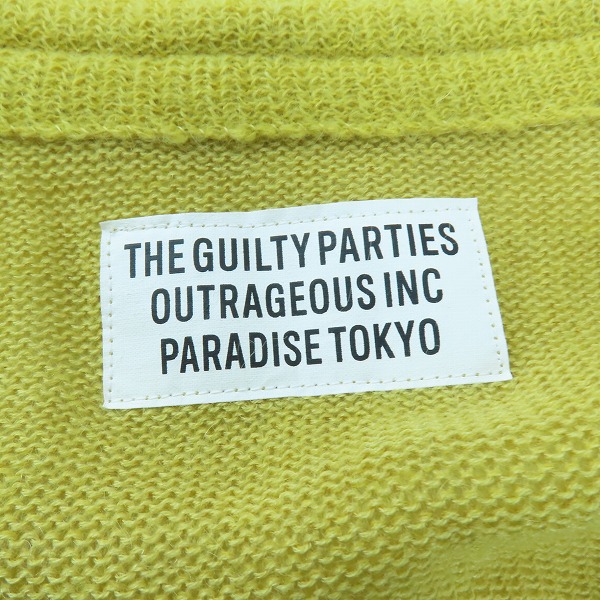 THE GUILTY PARTIES
OUTRAGEOUS INC
PARADISE TOKYO